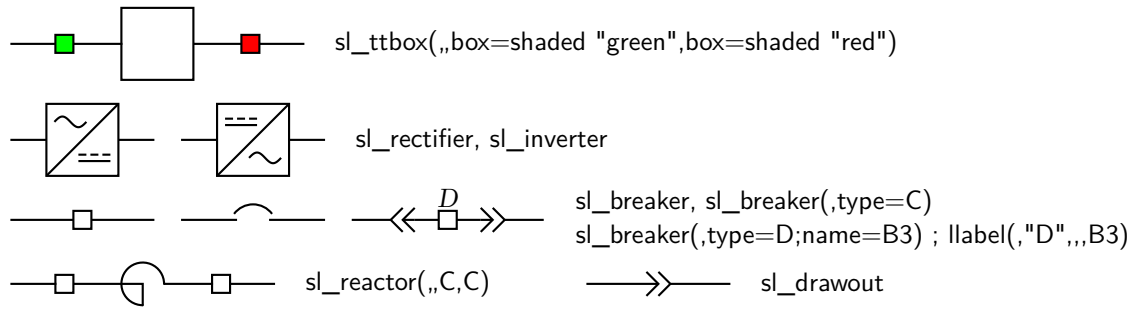 sl_ttbox(,,box=shaded "green",box=shaded "red")
sl_rectifier, sl_inverter
D
sl_breaker, sl_breaker(,type=C)
sl_breaker(,type=D;name=B3) ; llabel(,"D",,,B3)
sl_reactor(,,C,C)
sl_drawout